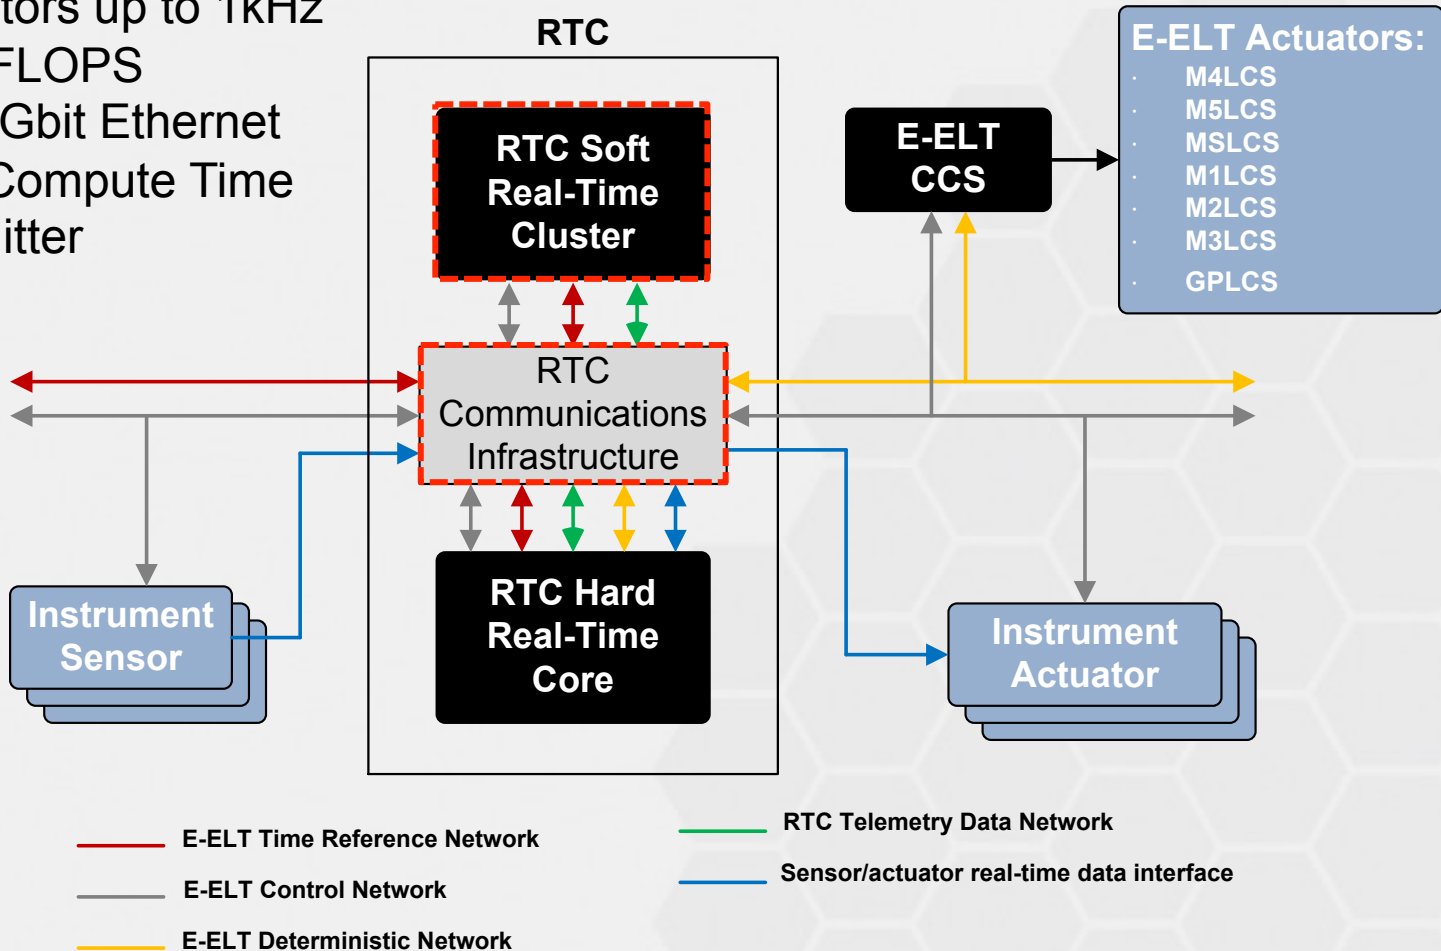 tors up to 1kHz
FLOPS
Gbit Ethernet
Compute Time
itter
RTC
RTC Soft
Real-Time
Cluster
RTC
Communications
Infrastructure
RTC Hard
Real-Time
Core
E-ELT
CCS
E-ELT Actuators:
· M4LCS
· M5LCS
· MSLCS
· M1LCS
· M2LCS
· M3LCS
· GPLCS
Instrument
Sensor
Instrument
Actuator
E-ELT Time Reference Network
E-ELT Control Network
E-ELT Deterministic Network
RTC Telemetry Data Network
Sensor/actuator real-time data interface